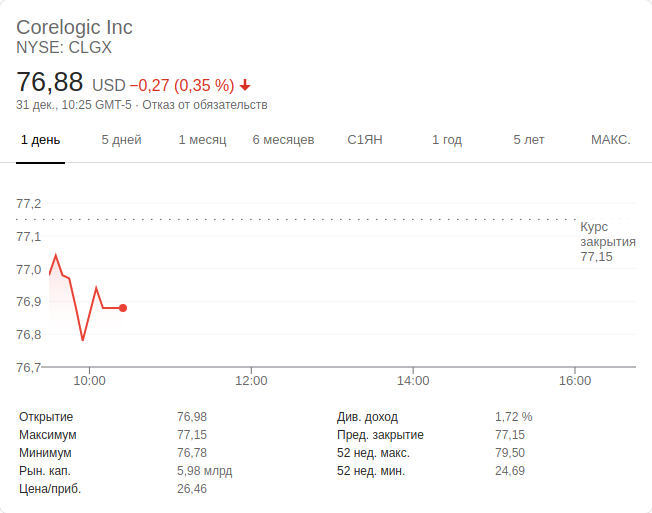 Corelogic Inc
NYSE: CLGX
76,88 USD −0,27 (0,35 %)
31 дек., 10:25 GMT-5 · Отказ от обязательств
1 день 5 дней 1 месяц 6 месяцев С1ЯН 1 год 5 лет МАКС.
77,2
77,1
77,0
76,9
76,8
76,7
Курс
закрытия
77,15
10:00 12:00 14:00 16:00
Открытие 76,98 Див. доход 1,72 %
Максимум 77,15 Пред. закрытие 77,15
Минимум 76,78 52 нед. макс. 79,50
Рын. кап. 5,98 млрд 52 нед. мин. 24,69
Цена/приб. 26,46